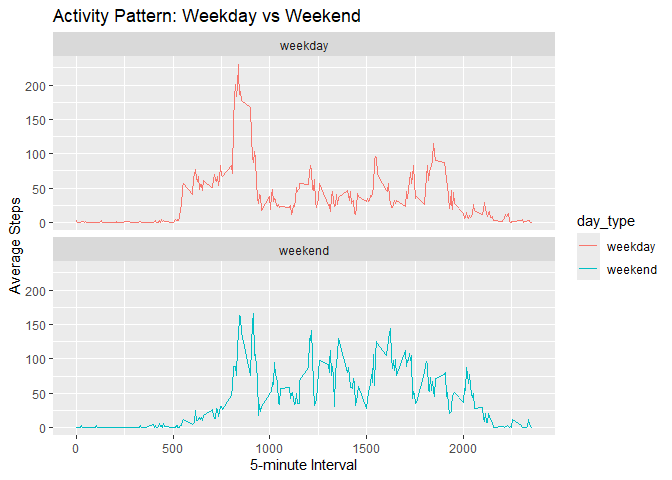 Activity Pattern: Weekday vs Weekend
weekday
200
150
100
50
0
weekend
200
150
100
50
0
Average Steps
0 500 1000 1500 2000
5-minute Interval
day_type
weekday
weekend